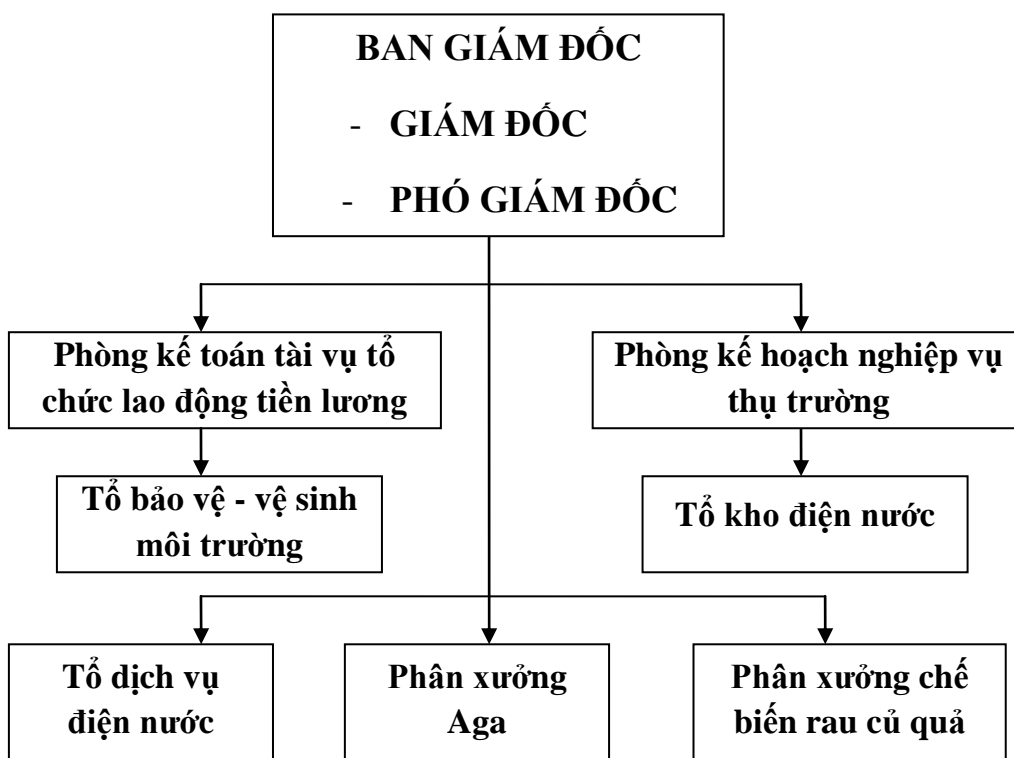 BAN GIÁM ĐỐC
- GIÁM ĐỐC
- PHÓ GIÁM ĐỐC
Phòng kế toán tài vụ tổ
chức lao động tiền lương
Phòng kế hoạch nghiệp vụ
thụ trường
Tổ bảo vệ - vệ sinh
môi trường
Tổ kho điện nước
Tổ dịch vụ
điện nước
Phân xưởng
Aga
Phân xưởng chế
biến rau củ quả